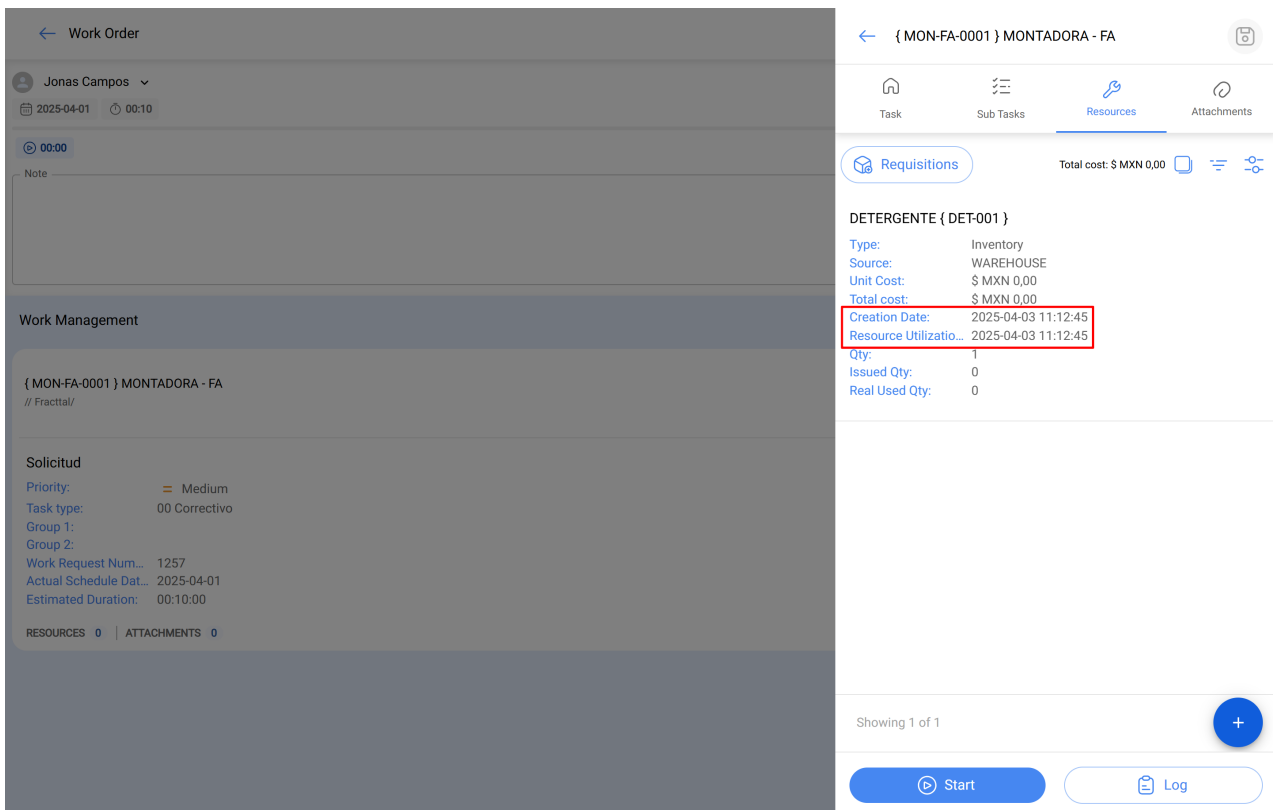 Work Order
Jonas Campos
2025-04-01 00:10
00:00
Note
Work Management
{ MON-FA-0001 } MONTADORA - FA
// Fracttal/
Solicitud
Priority: Medium
Task type: 00 Correctivo
Group 1:
Group 2:
Work Request Num... 1257
Actual Schedule Dat... 2025-04-01
Estimated Duration: 00:10:00
RESOURCES 0 | ATTACHMENTS 0
{ MON-FA-0001 } MONTADORA - FA
Task Sub Tasks Resources Attachments
Requisitions Total cost: $ MXN 0,00
DETERGENTE { DET-001 }
Type: Inventory
Source: WAREHOUSE
Unit Cost: $ MXN 0,00
Total cost: $ MXN 0,00
Creation Date: 2025-04-03 11:12:45
Resource Utilizatio... 2025-04-03 11:12:45
Qty: 1
Issued Qty: 0
Real Used Qty: 0
Showing 1 of 1
+
Start Log